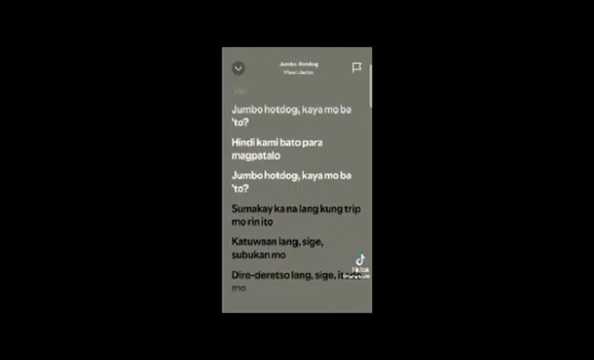 Jumbo Hotdog
Jumbo hotdog, kaya mo ba
'to?
Hindi kami bato para
magpatalo
Jumbo hotdog, kaya mo ba
'to?
Sumakay ka na lang kung trip
mo rin ito
Katuwaan lang, sige,
subukan mo
Dire-deretso lang, sige,
mo
TikTok